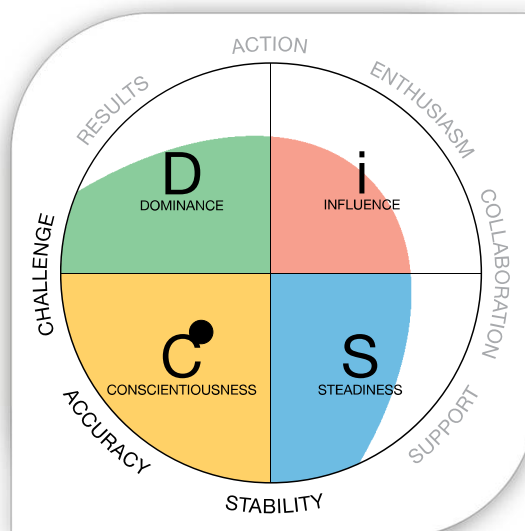 ACTION
RESULTS
ENTHUSIASM
D
DOMINANCE
i
INFLUENCE
CHALLENGE
COLLABORATION
C
CONSCIENTIOUSNESS
S
STEADINESS
ACCURACY
SUPPORT
STABILITY